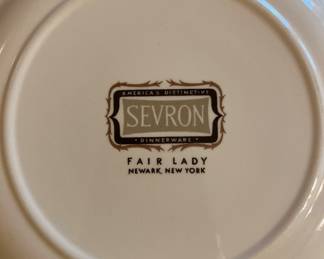 AMERICA'S DISTINCTIVE
SEVRON
• DINNERWARE •
FAIR LADY
NEWARK, NEW YORK